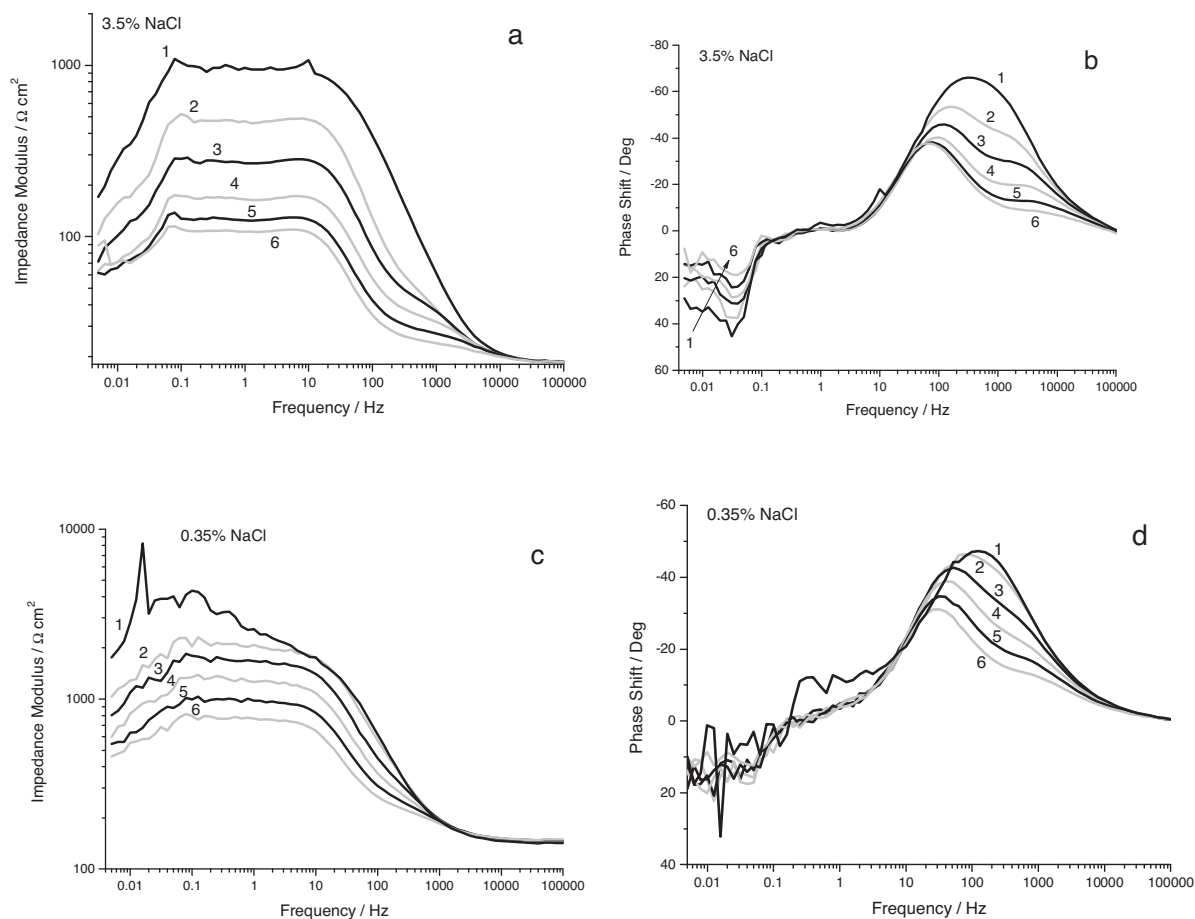 3.5% NaCl
a
Impedance Modulus / Ω cm²
1000
100
1
2
3
4
5
6
0.01 0.1 1 10 100 1000 10000 100000
Frequency / Hz
3.5% NaCl
b
Phase Shift / Deg
-80
-60
-40
-20
0
20
40
60
1
2
3
4
5
6
6
1
0.01 0.1 1 10 100 1000 10000 100000
Frequency / Hz
0.35% NaCl
c
Impedance Modulus / Ω cm²
10000
1000
100
1
2
3
4
5
6
0.01 0.1 1 10 100 1000 10000 100000
Frequency / Hz
0.35% NaCl
d
Phase Shift / Deg
-60
-40
-20
0
20
40
1
2
3
4
5
6
0.01 0.1 1 10 100 1000 10000 100000
Frequency / Hz